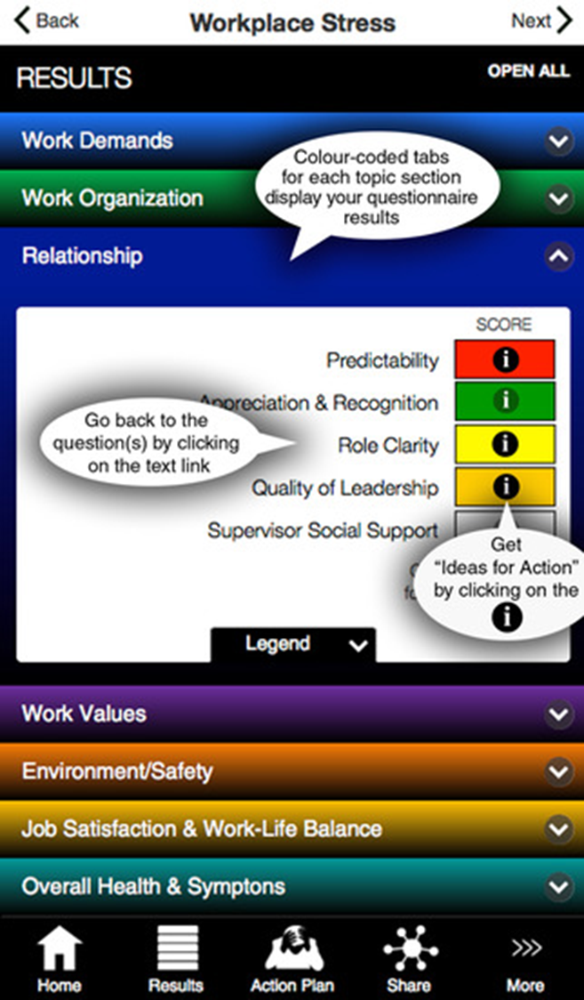 Back
Workplace Stress
Next
RESULTS
OPEN ALL
Work Demands
Colour-coded tabs
for each topic section
display your questionnaire
results
Work Organization
Relationship
SCORE
Predictability
Appreciation & Recognition
Go back to the
question(s) by clicking
on the text link
Role Clarity
Quality of Leadership
Supervisor Social Support
Get
“Ideas for Action”
by clicking on the
i
Legend
Work Values
Environment/Safety
Job Satisfaction & Work-Life Balance
Overall Health & Symptons
Home
Results
Action Plan
Share
More